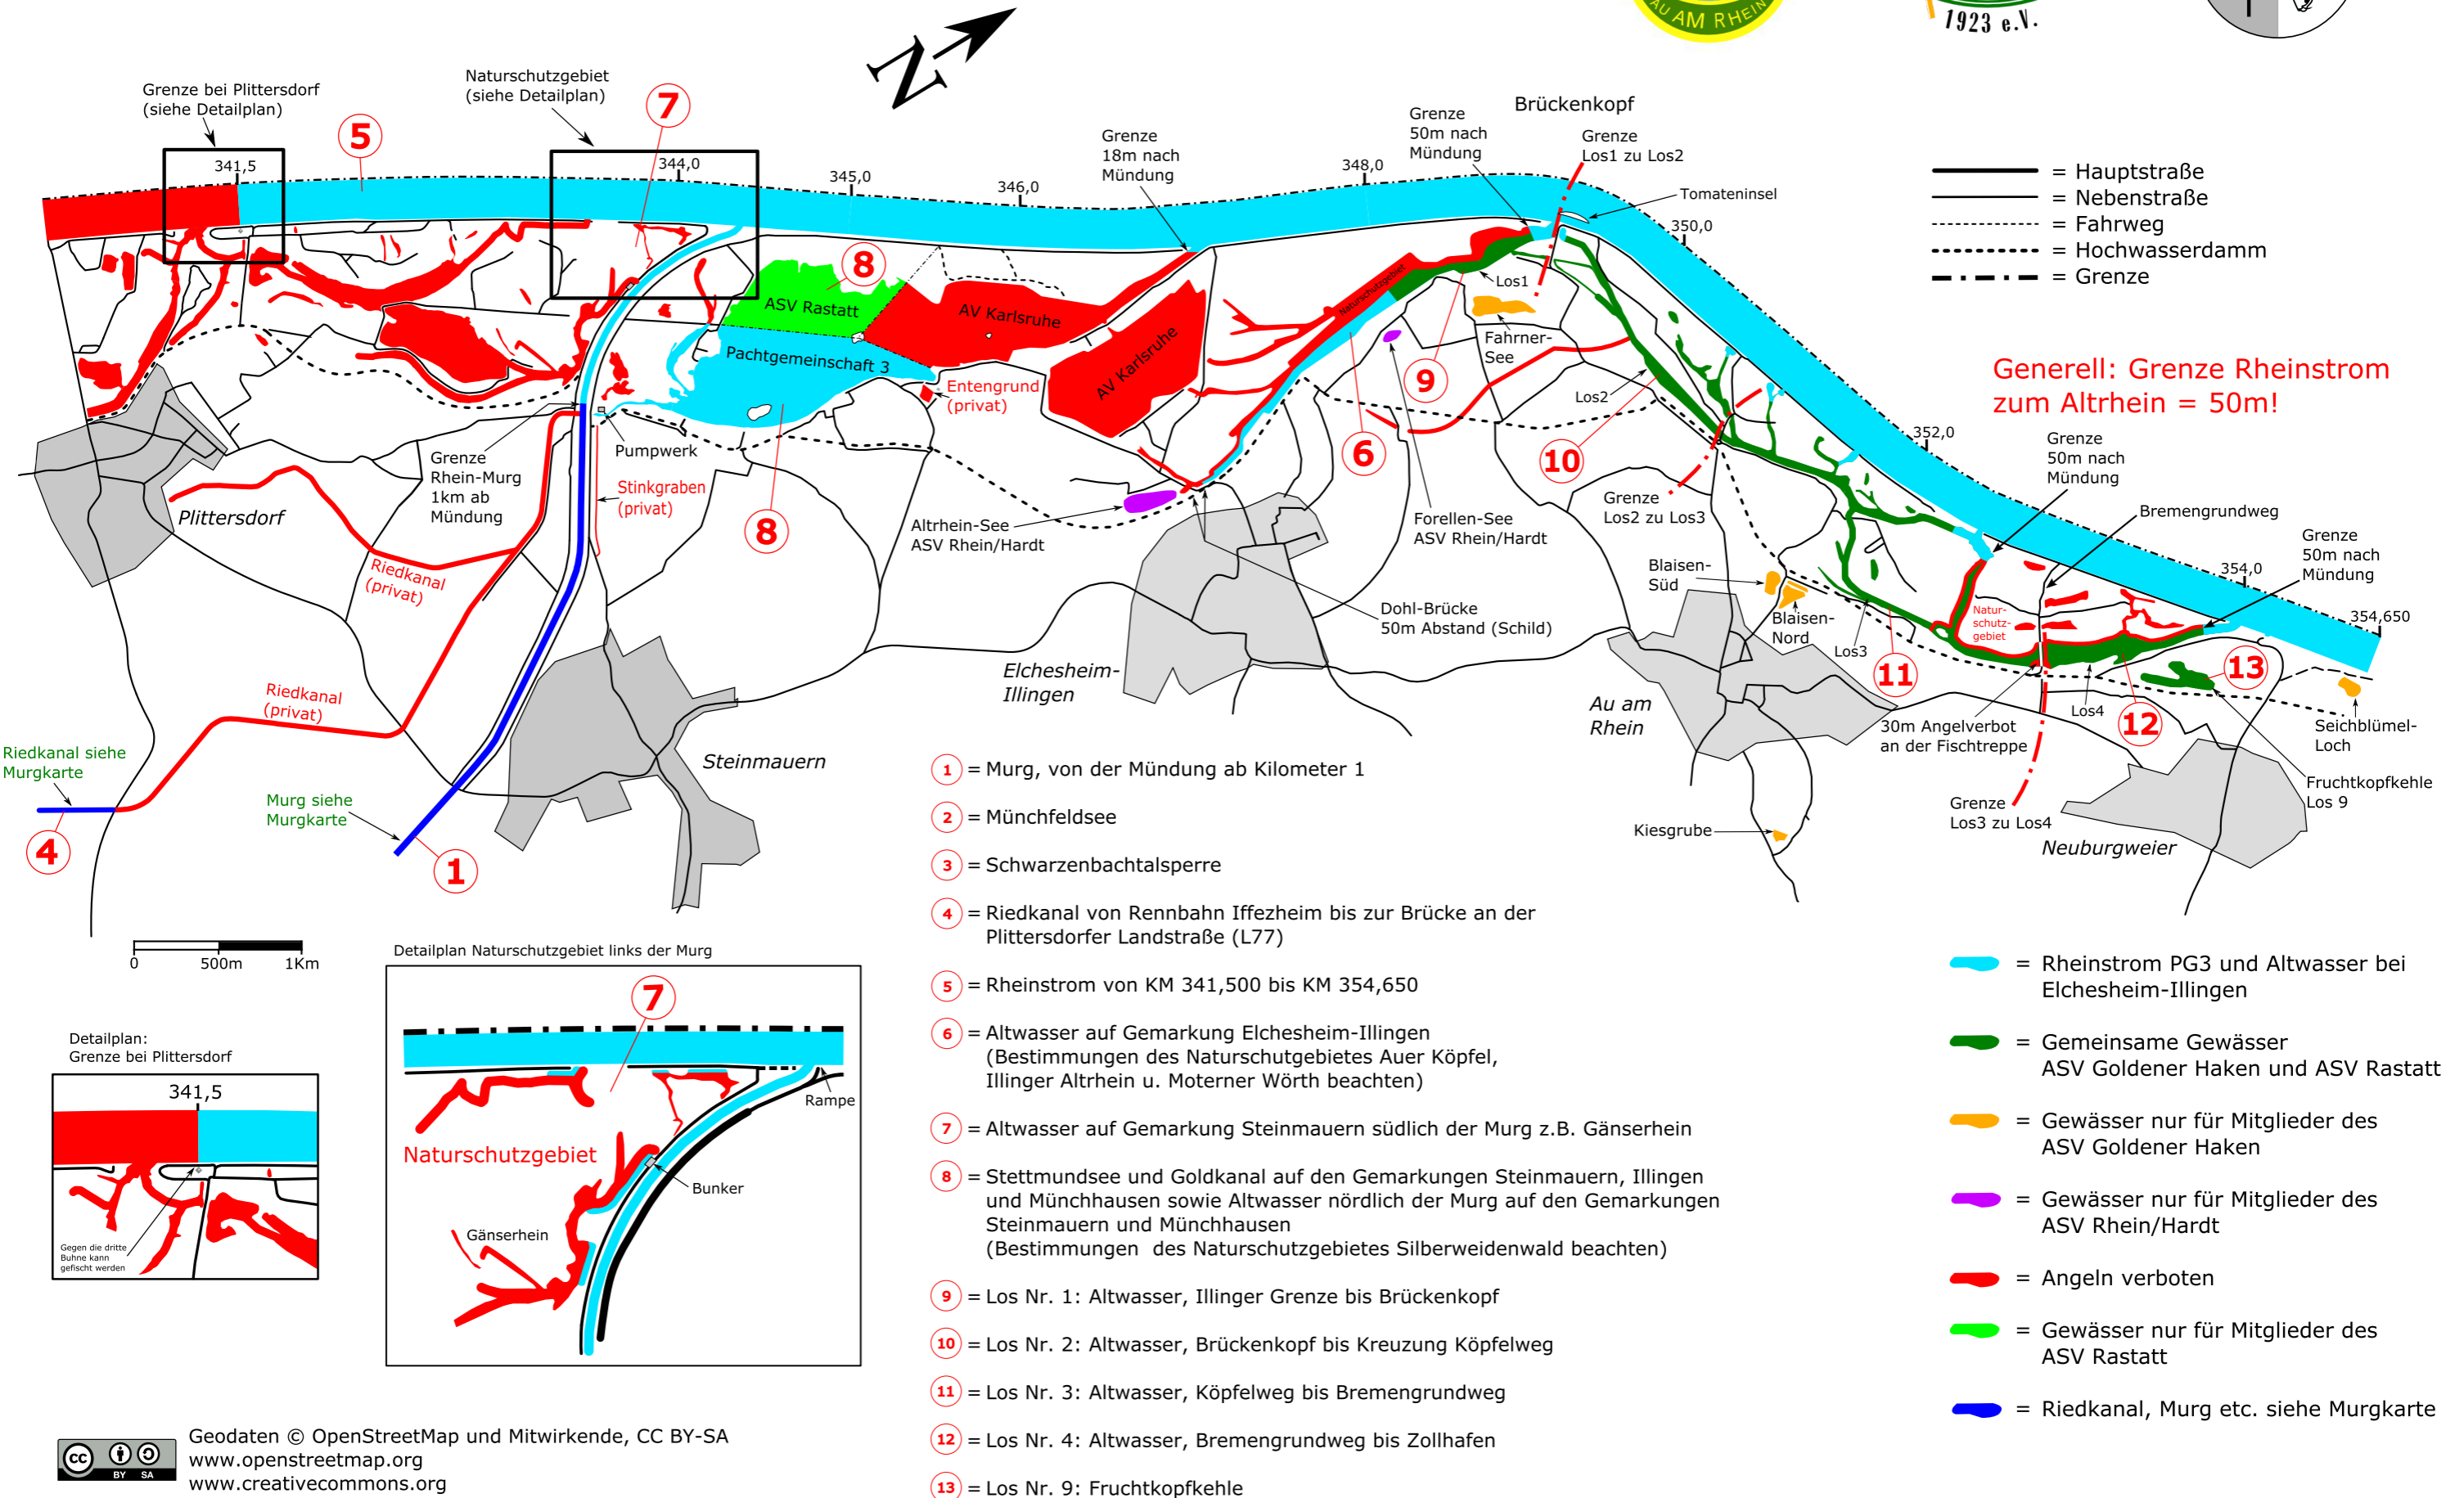 AU AM RHEIN
1923 e.V.
N
Grenze bei Plittersdorf
(siehe Detailplan)
Naturschutzgebiet
(siehe Detailplan)
5
7
341,5
344,0
345,0
346,0
348,0
350,0
352,0
354,0
354,650
Grenze
18m nach
Mündung
Grenze
50m nach
Mündung
Brückenkopf
Grenze
Los1 zu Los2
Tomateninsel
= Hauptstraße
= Nebenstraße
= Fahrweg
= Hochwasserdamm
= Grenze
Generell: Grenze Rheinstrom
zum Altrhein = 50m!
8
ASV Rastatt
AV Karlsruhe
Pachtgemeinschaft 3
AV Karlsruhe
Naturschutzgebiet
Los1
Fahrner-
See
9
6
10
Los2
Entengrund
(privat)
Pumpwerk
Stinkgraben
(privat)
8
Grenze
Rhein-Murg
1km ab
Mündung
Plittersdorf
Riedkanal
(privat)
Riedkanal
(privat)
Riedkanal siehe
Murgkarte
4
Murg siehe
Murgkarte
1
Steinmauern
Altrhein-See
ASV Rhein/Hardt
Elchesheim-
Illingen
Forellen-See
ASV Rhein/Hardt
Dohl-Brücke
50m Abstand (Schild)
Grenze
Los2 zu Los3
Grenze
50m nach
Mündung
Bremengrundweg
Grenze
50m nach
Mündung
Blaisen-
Süd
Blaisen-
Nord
Los3
11
Natur-
schutz-
gebiet
Au am
Rhein
30m Angelverbot
an der Fischtreppe
Los4
12
13
Seichblümel-
Loch
Fruchtkopfkehle
Los 9
Grenze
Los3 zu Los4
Neuburgweier
Kiesgrube
0 500m 1Km
Detailplan:
Grenze bei Plittersdorf
341,5
Gegen die dritte
Buhne kann
gefischt werden
Detailplan Naturschutzgebiet links der Murg
7
Rampe
Naturschutzgebiet
Bunker
Gänserhein
1 = Murg, von der Mündung ab Kilometer 1
2 = Münchfeldsee
3 = Schwarzenbachtalsperre
4 = Riedkanal von Rennbahn Iffezheim bis zur Brücke an der
Plittersdorfer Landstraße (L77)
5 = Rheinstrom von KM 341,500 bis KM 354,650
6 = Altwasser auf Gemarkung Elchesheim-Illingen
(Bestimmungen des Naturschutgebietes Auer Köpfel,
Illinger Altrhein u. Moterner Wörth beachten)
7 = Altwasser auf Gemarkung Steinmauern südlich der Murg z.B. Gänserhein
8 = Stettmundsee und Goldkanal auf den Gemarkungen Steinmauern, Illingen
und Münchhausen sowie Altwasser nördlich der Murg auf den Gemarkungen
Steinmauern und Münchhausen
(Bestimmungen des Naturschutzgebietes Silberweidenwald beachten)
9 = Los Nr. 1: Altwasser, Illinger Grenze bis Brückenkopf
10 = Los Nr. 2: Altwasser, Brückenkopf bis Kreuzung Köpfelweg
11 = Los Nr. 3: Altwasser, Köpfelweg bis Bremengrundweg
12 = Los Nr. 4: Altwasser, Bremengrundweg bis Zollhafen
13 = Los Nr. 9: Fruchtkopfkehle
= Rheinstrom PG3 und Altwasser bei
Elchesheim-Illingen
= Gemeinsame Gewässer
ASV Goldener Haken und ASV Rastatt
= Gewässer nur für Mitglieder des
ASV Goldener Haken
= Gewässer nur für Mitglieder des
ASV Rhein/Hardt
= Angeln verboten
= Gewässer nur für Mitglieder des
ASV Rastatt
= Riedkanal, Murg etc. siehe Murgkarte
cc BY SA
Geodaten © OpenStreetMap und Mitwirkende, CC BY-SA
www.openstreetmap.org
www.creativecommons.org